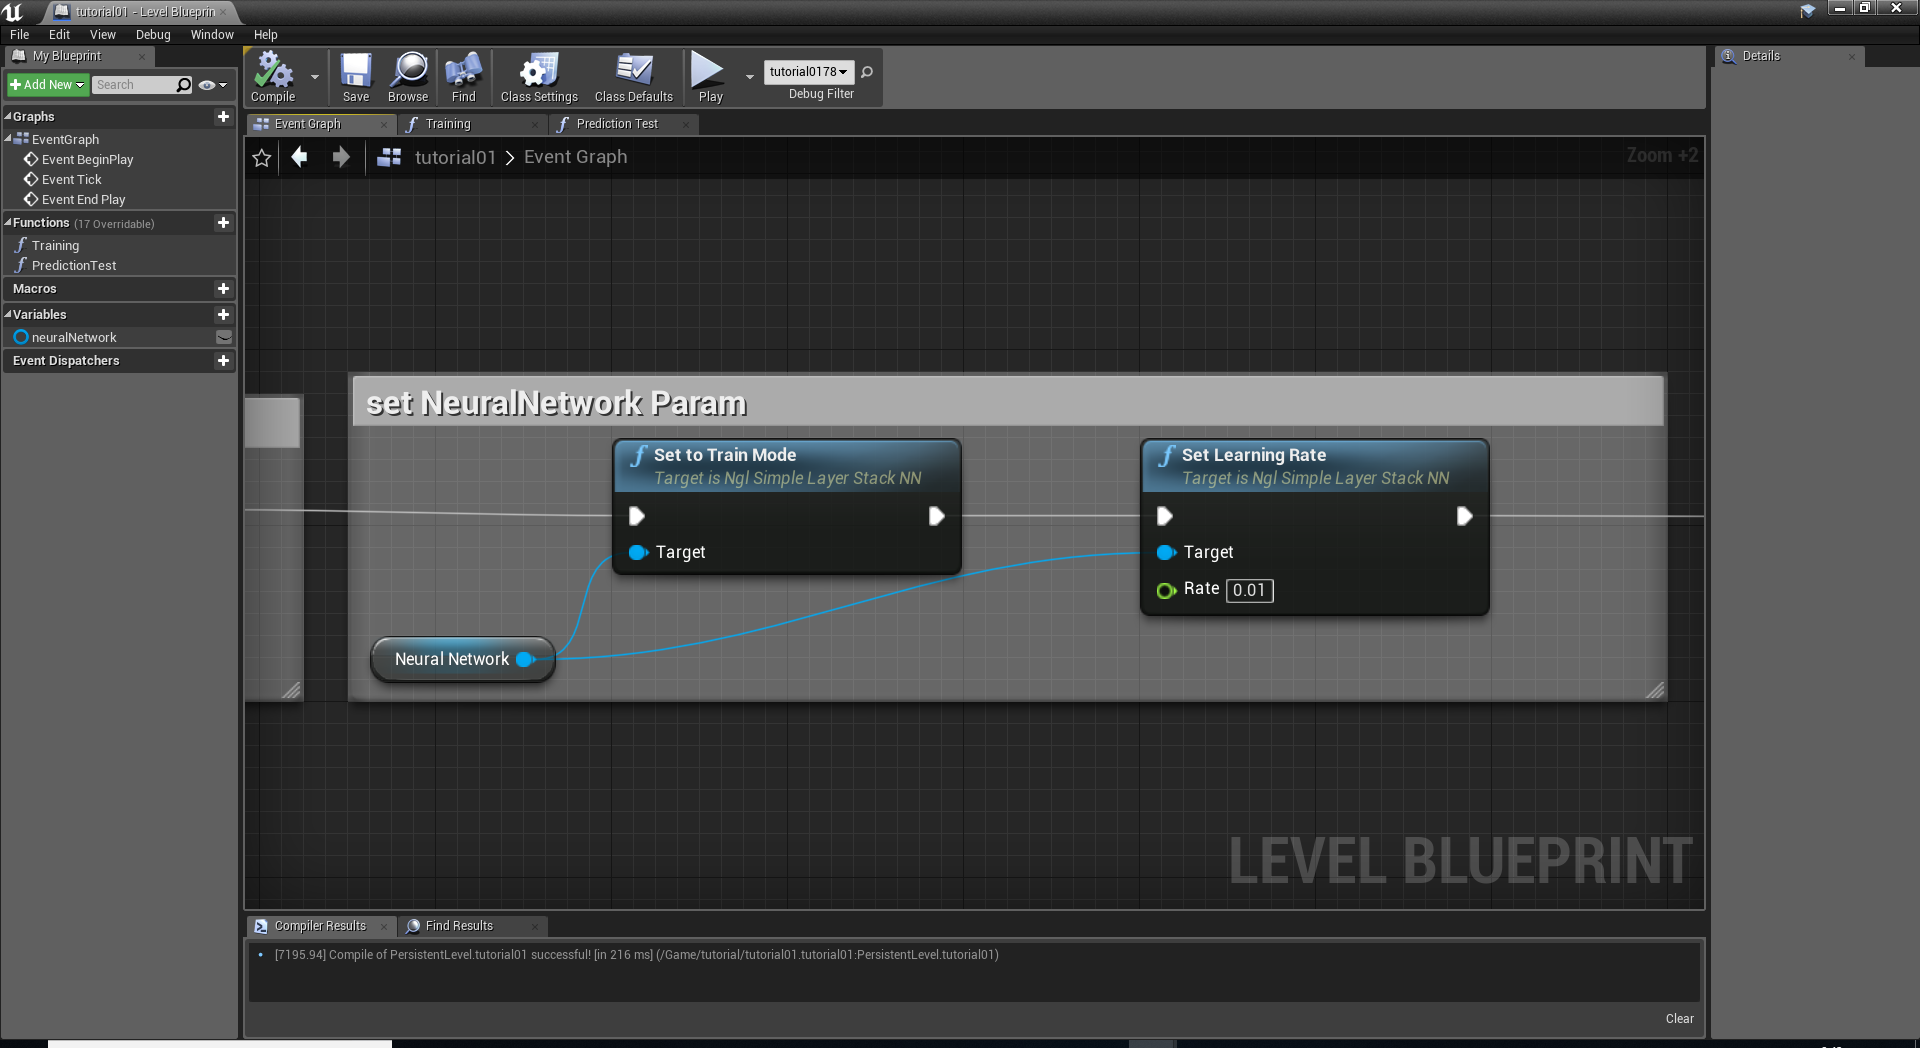 tutorial01 - Level Blueprin
File Edit View Debug Window Help
My Blueprint
Add New
Search
Graphs
EventGraph
Event BeginPlay
Event Tick
Event End Play
Functions (17 Overridable)
Training
PredictionTest
Macros
Variables
neuralNetwork
Event Dispatchers
Compile
Save
Browse
Find
Class Settings
Class Defaults
Play
tutorial0178
Debug Filter
Event Graph
Training
Prediction Test
tutorial01 > Event Graph
Zoom +2
set NeuralNetwork Param
Set to Train Mode
Target is Ngl Simple Layer Stack NN
Target
Set Learning Rate
Target is Ngl Simple Layer Stack NN
Target
Rate 0.01
Neural Network
LEVEL BLUEPRINT
Compiler Results
Find Results
[7195.94] Compile of PersistentLevel.tutorial01 successful! [in 216 ms] (/Game/tutorial/tutorial01.tutorial01:PersistentLevel.tutorial01)
Clear
Details